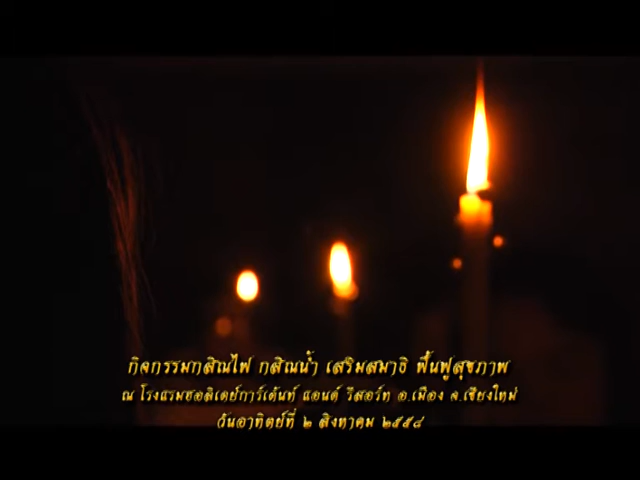 กิจกรรมกสิณไฟ กสิณน้ำ เสริมสมาธิ ฟื้นฟูสุขภาพ
ณ โรงแรมฮอลิเดย์การ์เด้นท์ แอนด์ รีสอร์ท อ.เมือง จ.เชียงใหม่
วันอาทิตย์ที่ ๒ สิงหาคม ๒๕๕๘